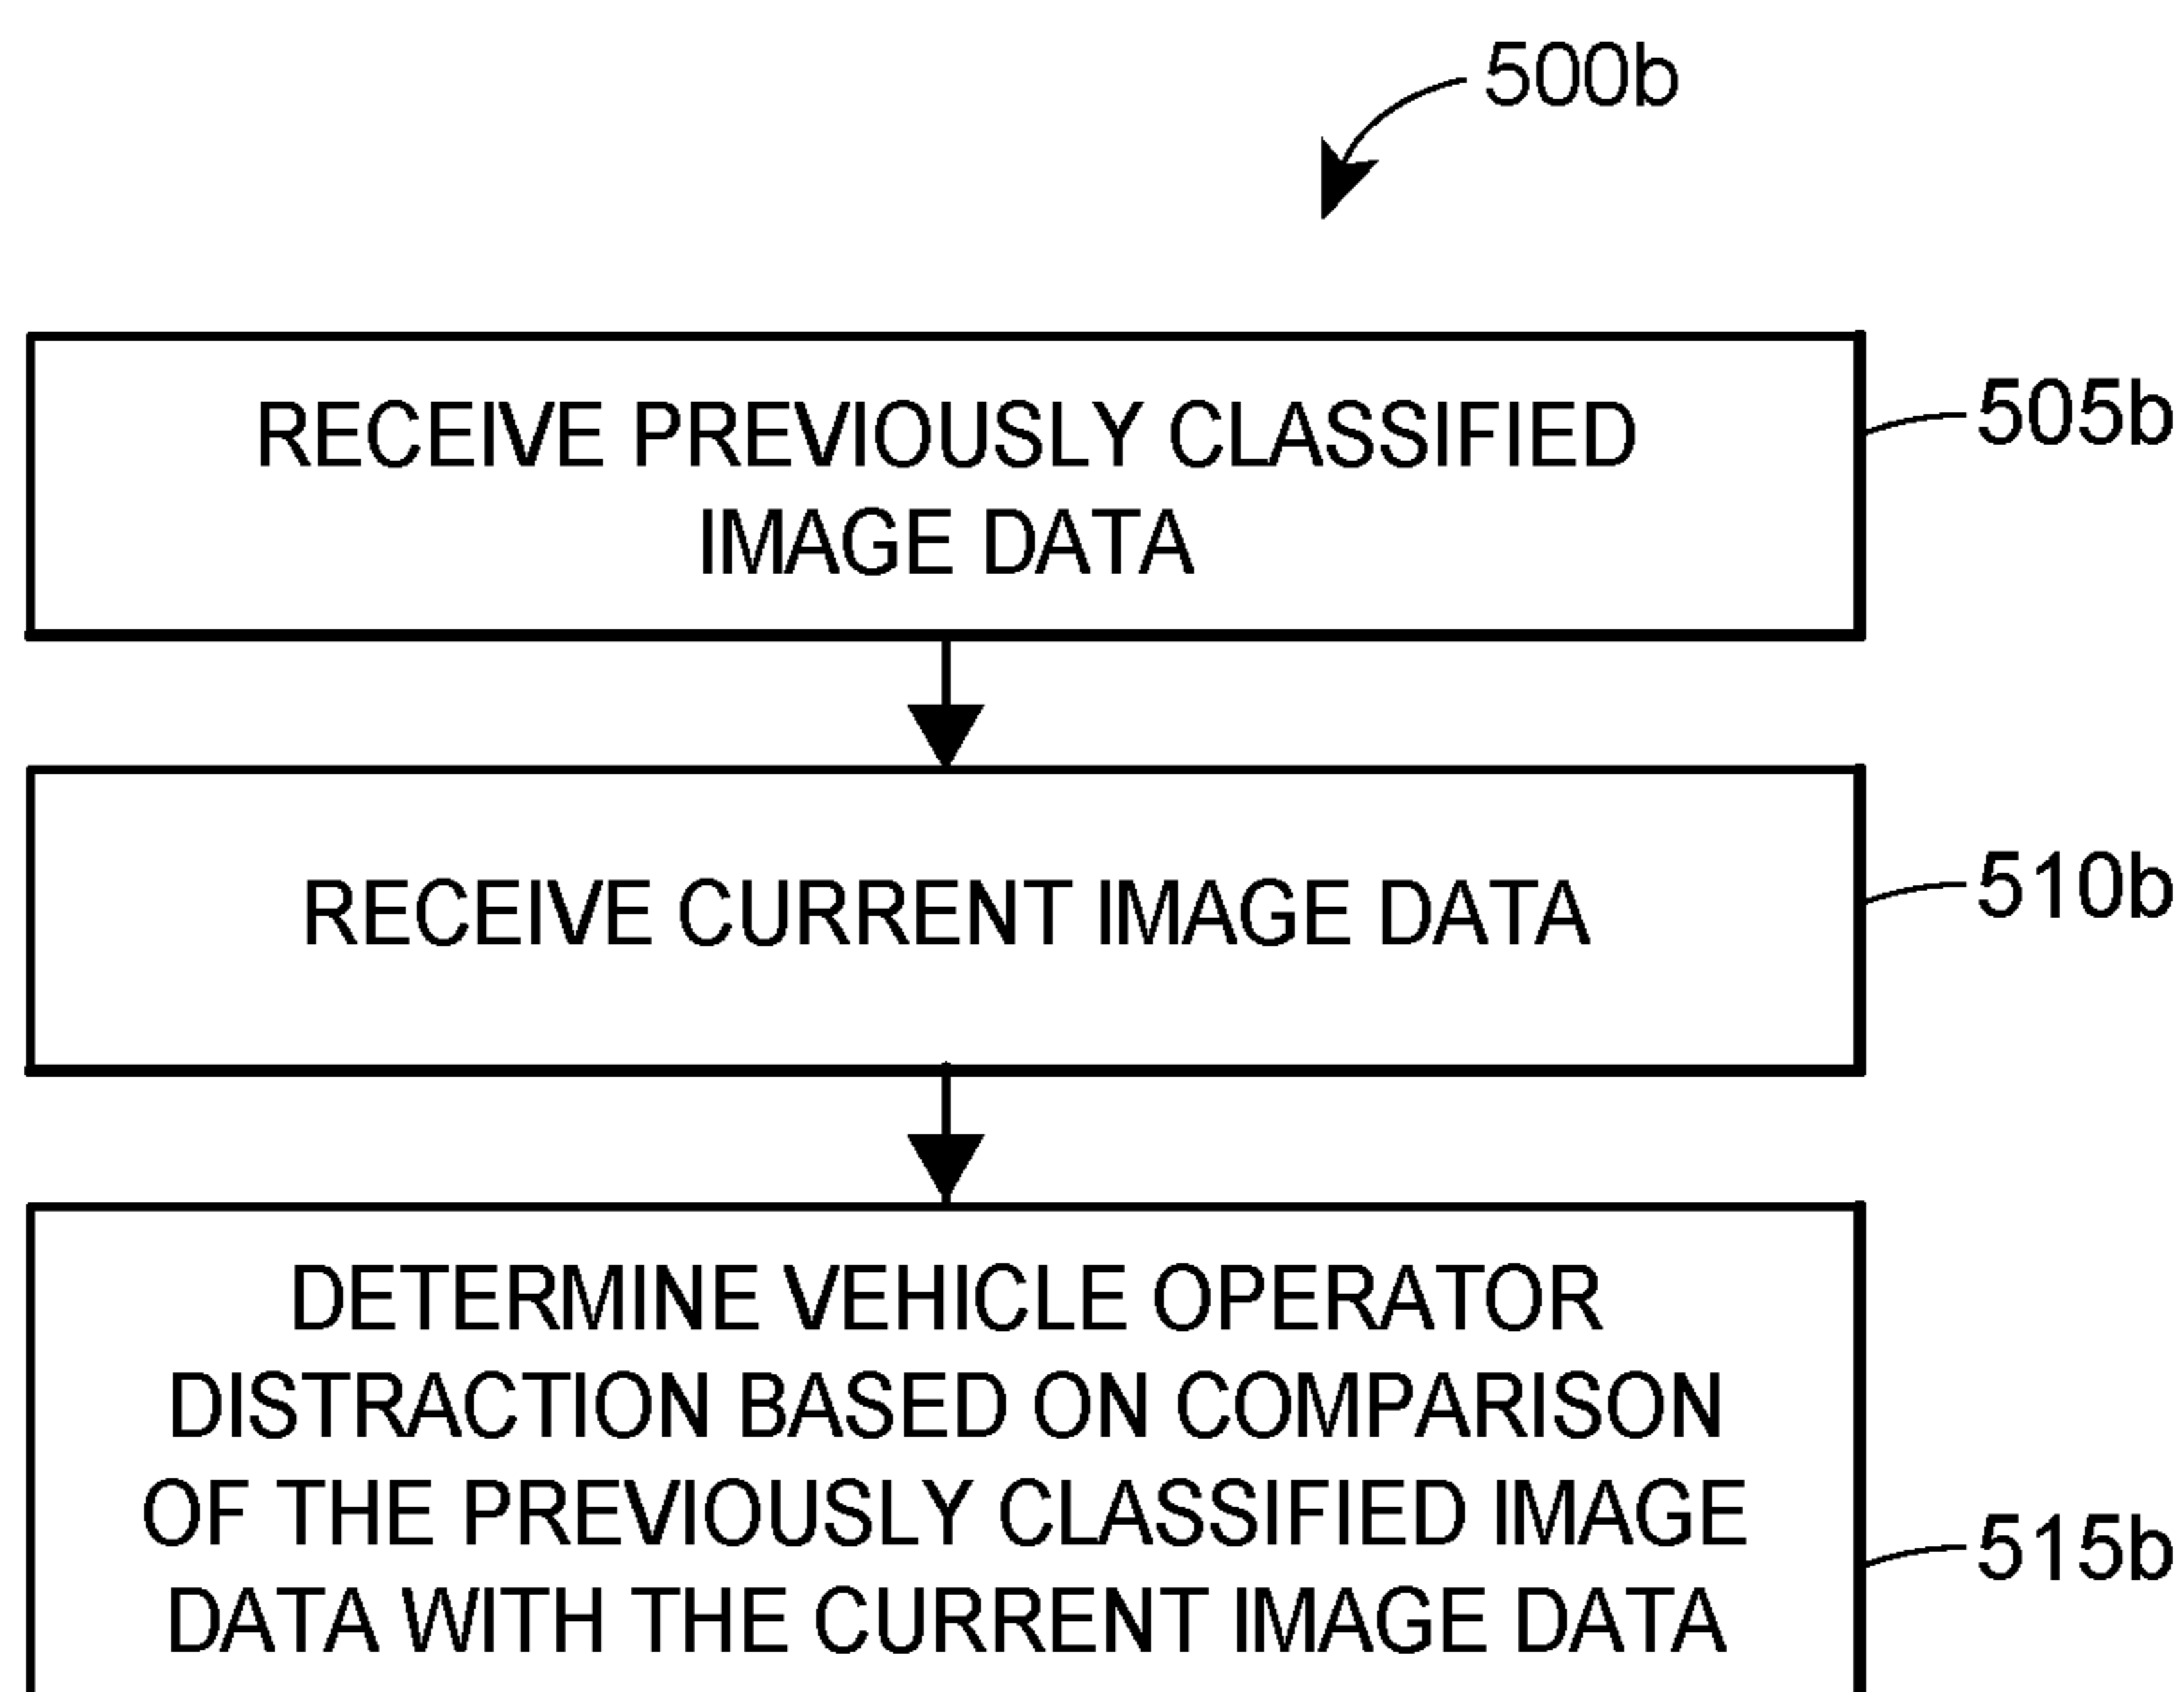 500b
RECEIVE PREVIOUSLY CLASSIFIED
IMAGE DATA
505b
RECEIVE CURRENT IMAGE DATA
510b
DETERMINE VEHICLE OPERATOR
DISTRACTION BASED ON COMPARISON
OF THE PREVIOUSLY CLASSIFIED IMAGE
DATA WITH THE CURRENT IMAGE DATA
515b